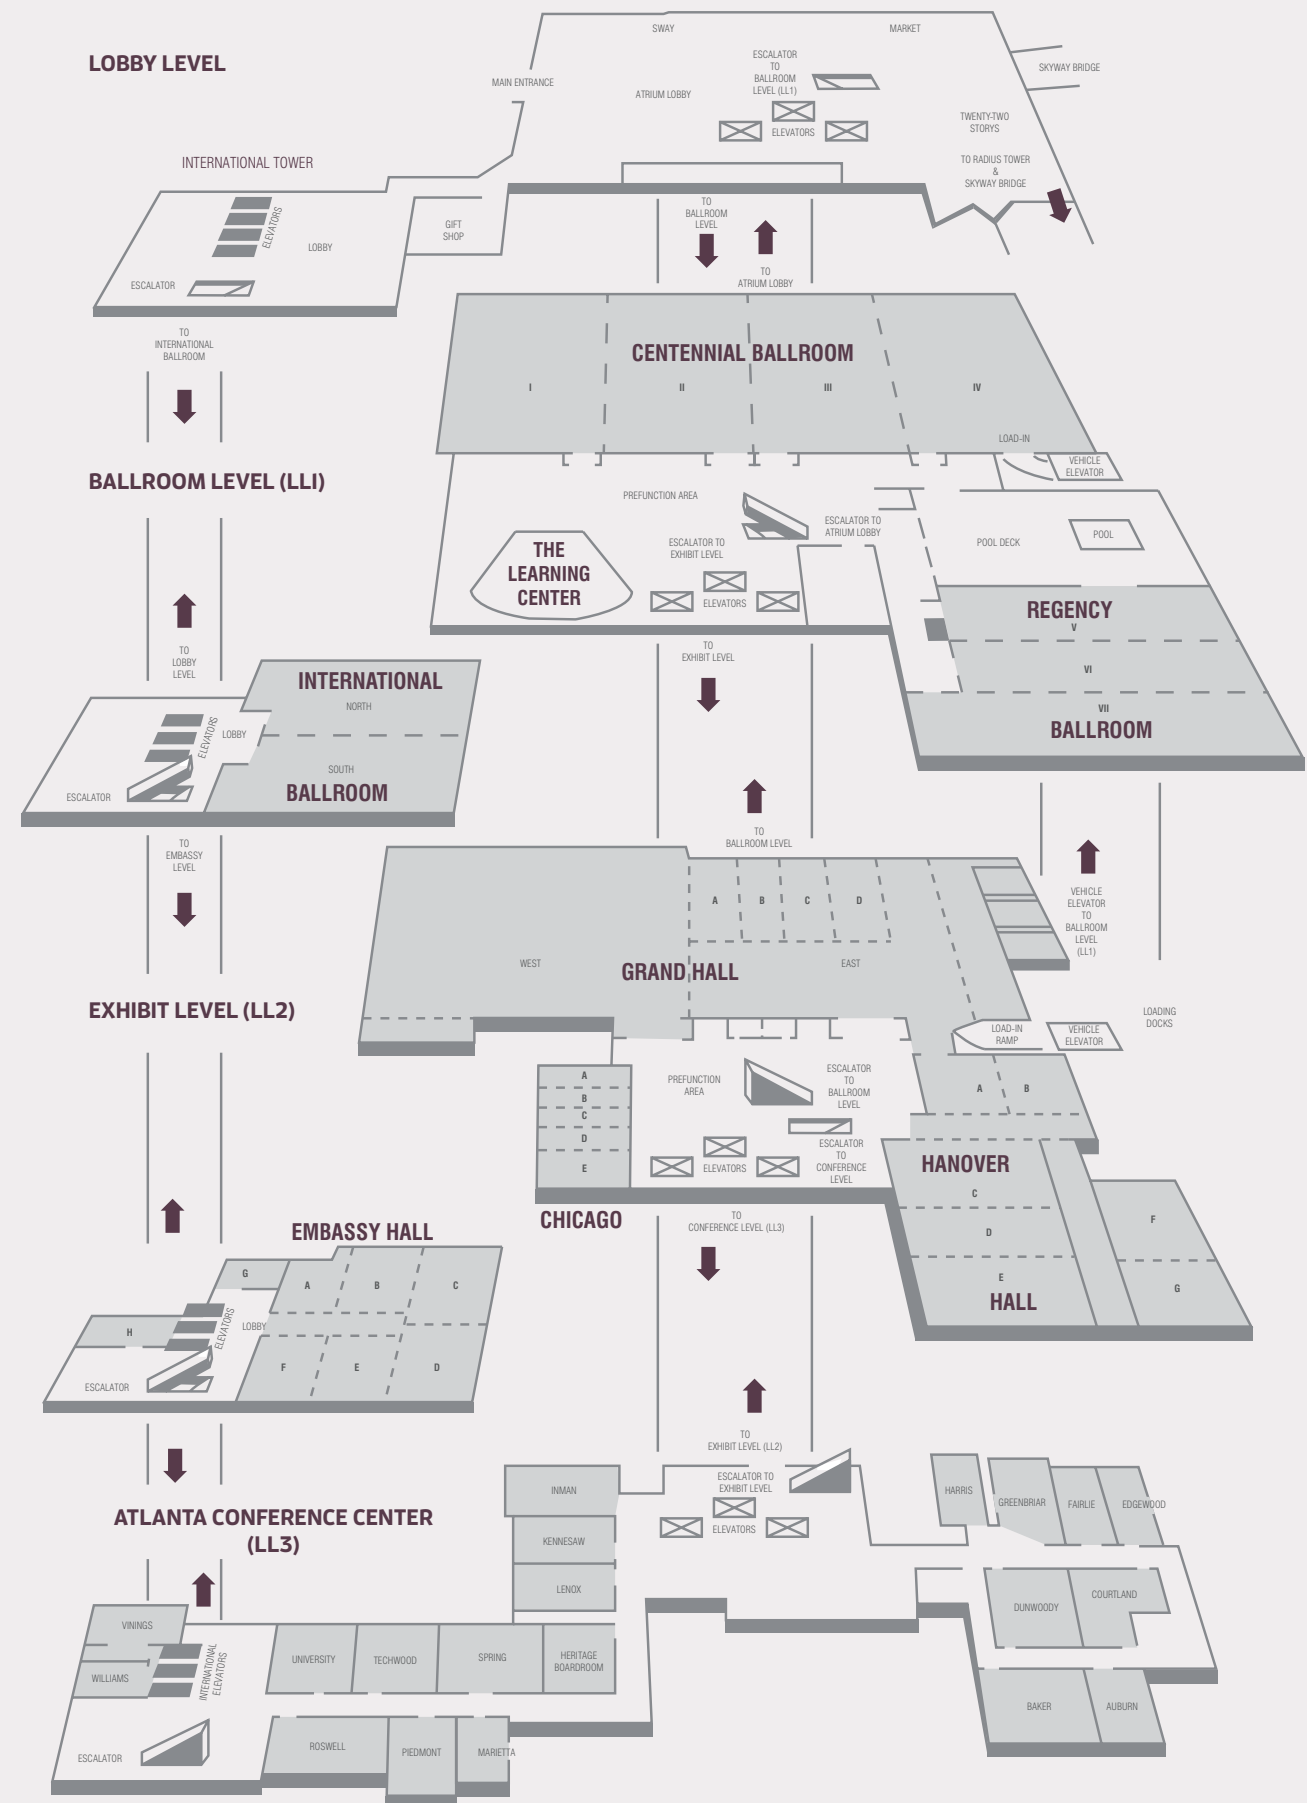 LOBBY LEVEL
SWAY
MARKET
MAIN ENTRANCE
ESCALATOR
TO
BALLROOM
LEVEL (LL1)
ATRIUM LOBBY
ELEVATORS
SKYWAY BRIDGE
TWENTY-TWO
STORYS
TO RADIUS TOWER
&
SKYWAY BRIDGE
INTERNATIONAL TOWER
ELEVATORS
LOBBY
GIFT
SHOP
ESCALATOR
TO
BALLROOM
LEVEL
TO
ATRIUM LOBBY
TO
INTERNATIONAL
BALLROOM
BALLROOM LEVEL (LL1)
CENTENNIAL BALLROOM
I
II
III
IV
LOAD-IN
VEHICLE
ELEVATOR
PREFUNCTION AREA
ESCALATOR TO
ATRIUM LOBBY
ESCALATOR TO
EXHIBIT LEVEL
THE
LEARNING
CENTER
ELEVATORS
POOL DECK
POOL
REGENCY
V
VI
VII
BALLROOM
TO
EXHIBIT LEVEL
TO
LOBBY
LEVEL
INTERNATIONAL
NORTH
ELEVATORS
LOBBY
SOUTH
BALLROOM
ESCALATOR
TO
EMBASSY
LEVEL
TO
BALLROOM LEVEL
EXHIBIT LEVEL (LL2)
A
B
C
D
WEST
GRAND HALL
EAST
VEHICLE
ELEVATOR
TO
BALLROOM
LEVEL
(LL1)
LOAD-IN
RAMP
VEHICLE
ELEVATOR
LOADING
DOCKS
A
B
C
D
E
CHICAGO
PREFUNCTION
AREA
ESCALATOR
TO
BALLROOM
LEVEL
ESCALATOR
TO
CONFERENCE
LEVEL
ELEVATORS
A
B
HANOVER
C
D
E
HALL
F
G
TO
CONFERENCE LEVEL (LL3)
EMBASSY HALL
G
A
B
C
H
ELEVATORS
LOBBY
F
E
D
ESCALATOR
TO
EXHIBIT LEVEL (LL2)
ATLANTA CONFERENCE CENTER
(LL3)
ESCALATOR TO
EXHIBIT LEVEL
ELEVATORS
INMAN
KENNESAW
LENOX
HARRIS
GREENBRIAR
FAIRLIE
EDGEWOOD
DUNWOODY
COURTLAND
BAKER
AUBURN
VININGS
WILLIAMS
INTERNATIONAL
ELEVATORS
UNIVERSITY
TECHWOOD
SPRING
HERITAGE
BOARDROOM
ESCALATOR
ROSWELL
PIEDMONT
MARIETTA